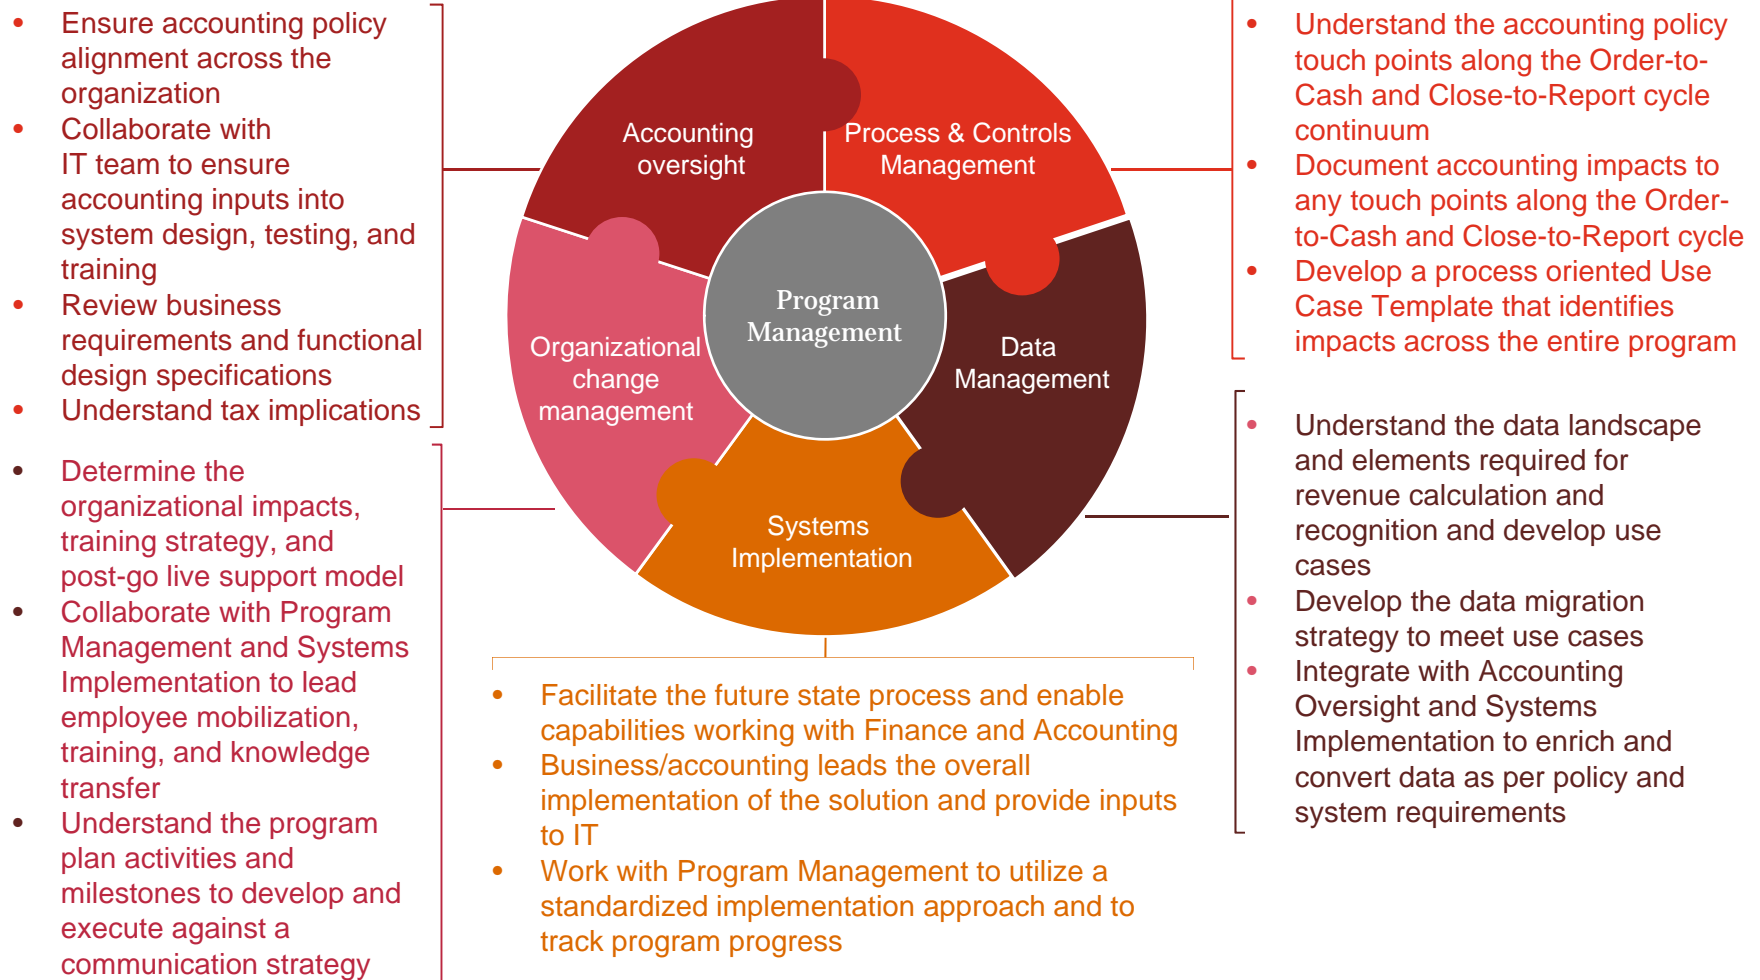 • Ensure accounting policy
alignment across the
organization
• Collaborate with
IT team to ensure
accounting inputs into
system design, testing, and
training
• Review business
requirements and functional
design specifications
• Understand tax implications
• Determine the
organizational impacts,
training strategy, and
post-go live support model
• Collaborate with Program
Management and Systems
Implementation to lead
employee mobilization,
training, and knowledge
transfer
• Understand the program
plan activities and
milestones to develop and
execute against a
communication strategy
Accounting
oversight
Process & Controls
Management
Program
Management
Organizational
change
management
Data
Management
Systems
Implementation
• Facilitate the future state process and enable
capabilities working with Finance and Accounting
• Business/accounting leads the overall
implementation of the solution and provide inputs
to IT
• Work with Program Management to utilize a
standardized implementation approach and to
track program progress
• Understand the accounting policy
touch points along the Order-to-
Cash and Close-to-Report cycle
continuum
• Document accounting impacts to
any touch points along the Order-
to-Cash and Close-to-Report cycle
• Develop a process oriented Use
Case Template that identifies
impacts across the entire program
• Understand the data landscape
and elements required for
revenue calculation and
recognition and develop use
cases
• Develop the data migration
strategy to meet use cases
• Integrate with Accounting
Oversight and Systems
Implementation to enrich and
convert data as per policy and
system requirements